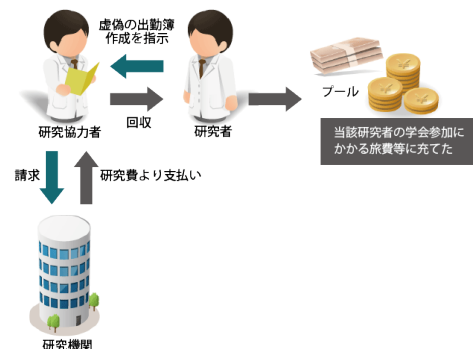 虚偽の出勤簿
作成を指示
研究協力者
回収
研究者
プール
当該研究者の学会参加に
かかる旅費等に充てた
請求
研究費より支払い
研究機関